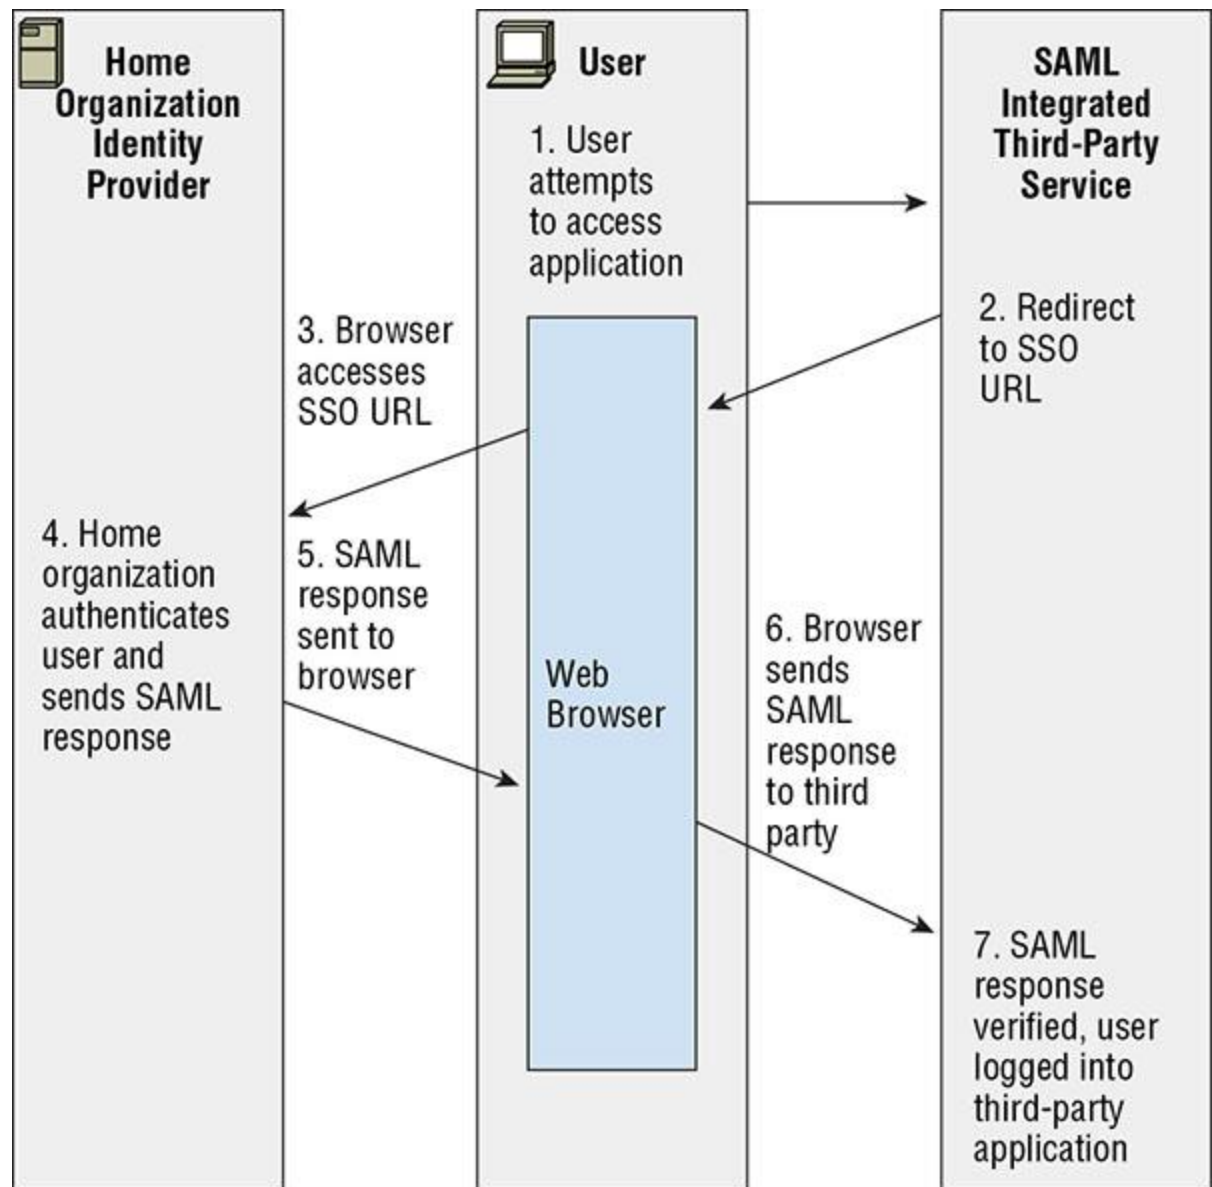 Home
Organization
Identity
Provider
User
SAML
Integrated
Third-Party
Service
1. User
attempts
to access
application
2. Redirect
to SSO
URL
3. Browser
accesses
SSO URL
4. Home
organization
authenticates
user and
sends SAML
response
5. SAML
response
sent to
browser
Web
Browser
6. Browser
sends
SAML
response
to third
party
7. SAML
response
verified, user
logged into
third-party
application